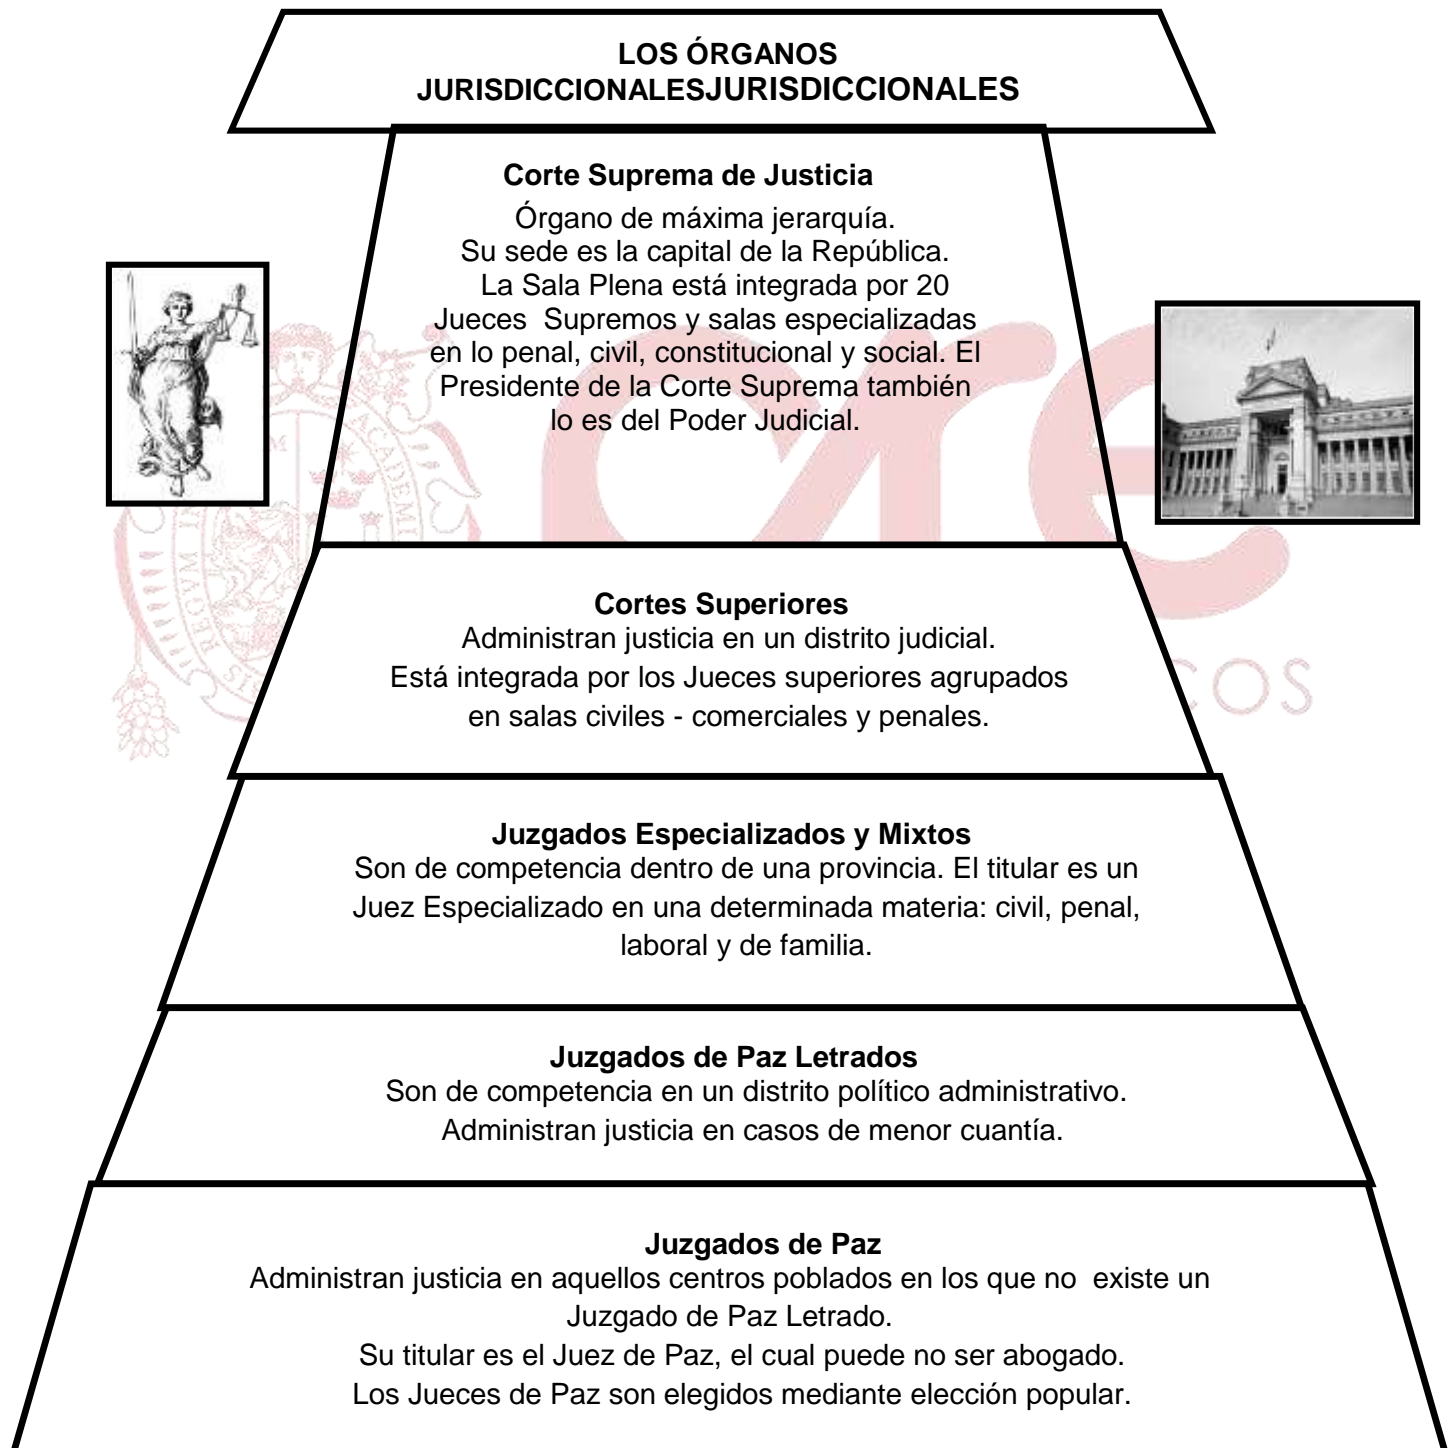 LOS ÓRGANOS
JURISDICCIONALESJURISDICCIONALES
Corte Suprema de Justicia
Órgano de máxima jerarquía.
Su sede es la capital de la República.
La Sala Plena está integrada por 20
Jueces Supremos y salas especializadas
en lo penal, civil, constitucional y social. El
Presidente de la Corte Suprema también
lo es del Poder Judicial.
Cortes Superiores
Administran justicia en un distrito judicial.
Está integrada por los Jueces superiores agrupados
en salas civiles - comerciales y penales.
Juzgados Especializados y Mixtos
Son de competencia dentro de una provincia. El titular es un
Juez Especializado en una determinada materia: civil, penal,
laboral y de familia.
Juzgados de Paz Letrados
Son de competencia en un distrito político administrativo.
Administran justicia en casos de menor cuantía.
Juzgados de Paz
Administran justicia en aquellos centros poblados en los que no existe un
Juzgado de Paz Letrado.
Su titular es el Juez de Paz, el cual puede no ser abogado.
Los Jueces de Paz son elegidos mediante elección popular.